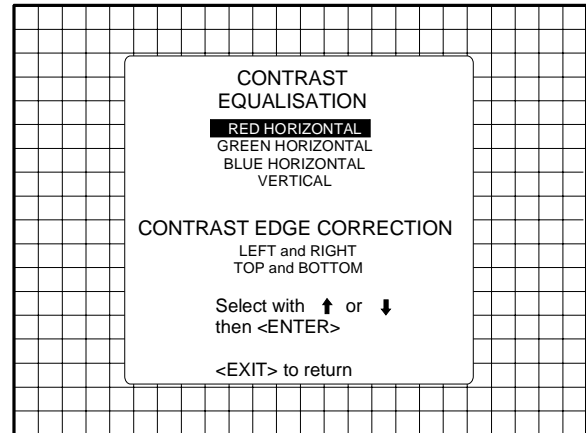 CONTRAST
EQUALISATION
RED HORIZONTAL
GREEN HORIZONTAL
BLUE HORIZONTAL
VERTICAL
CONTRAST EDGE CORRECTION
LEFT and RIGHT
TOP and BOTTOM
Select with ⬆ or ⬇
then <ENTER>
<EXIT> to return